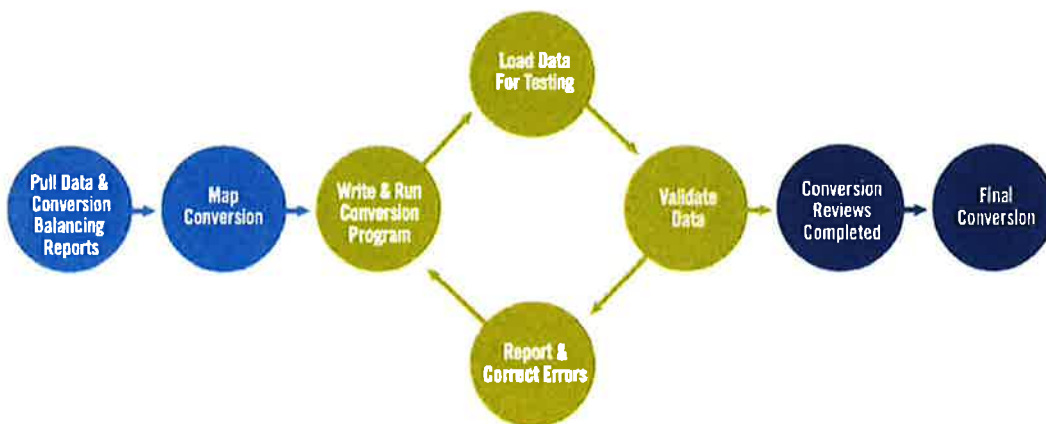 Load Data
For Testing
Pull Data &
Conversion
Balancing
Reports
Map
Conversion
Write & Run
Conversion
Program
Validate
Data
Conversion
Reviews
Completed
Final
Conversion
Report &
Correct Errors